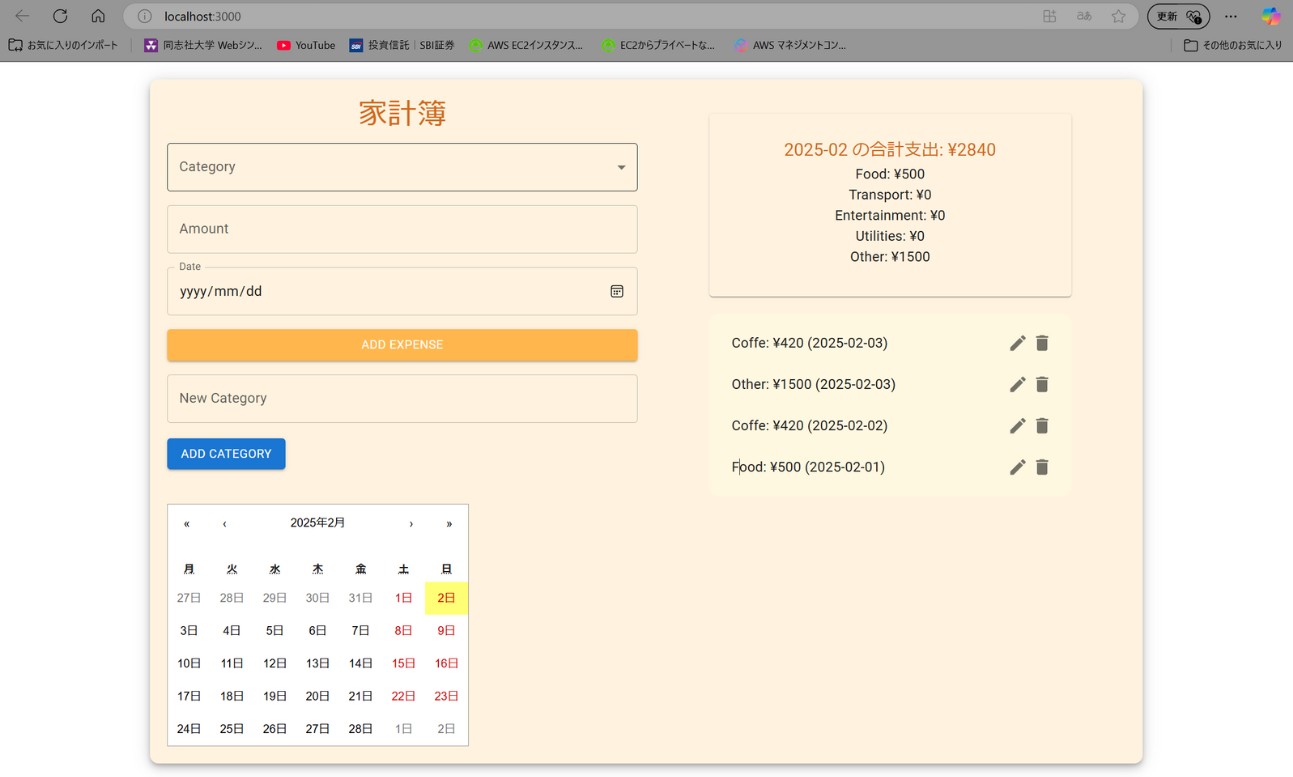 localhost:3000
更新
お気に入りのインポート
同志社大学 Webシン...
YouTube
SBI
投資信託｜SBI証券
AWS EC2インスタンス...
EC2からプライベートな...
AWS マネジメントコン...
その他のお気に入り
家計簿
Category
Amount
Date
yyyy/mm/dd
ADD EXPENSE
New Category
ADD CATEGORY
« ‹ 2025年2月 › »
月 火 水 木 金 土 日
27日 28日 29日 30日 31日 1日 2日
3日 4日 5日 6日 7日 8日 9日
10日 11日 12日 13日 14日 15日 16日
17日 18日 19日 20日 21日 22日 23日
24日 25日 26日 27日 28日 1日 2日
2025-02 の合計支出: ¥2840
Food: ¥500
Transport: ¥0
Entertainment: ¥0
Utilities: ¥0
Other: ¥1500
Coffe: ¥420 (2025-02-03)
Other: ¥1500 (2025-02-03)
Coffe: ¥420 (2025-02-02)
Food: ¥500 (2025-02-01)